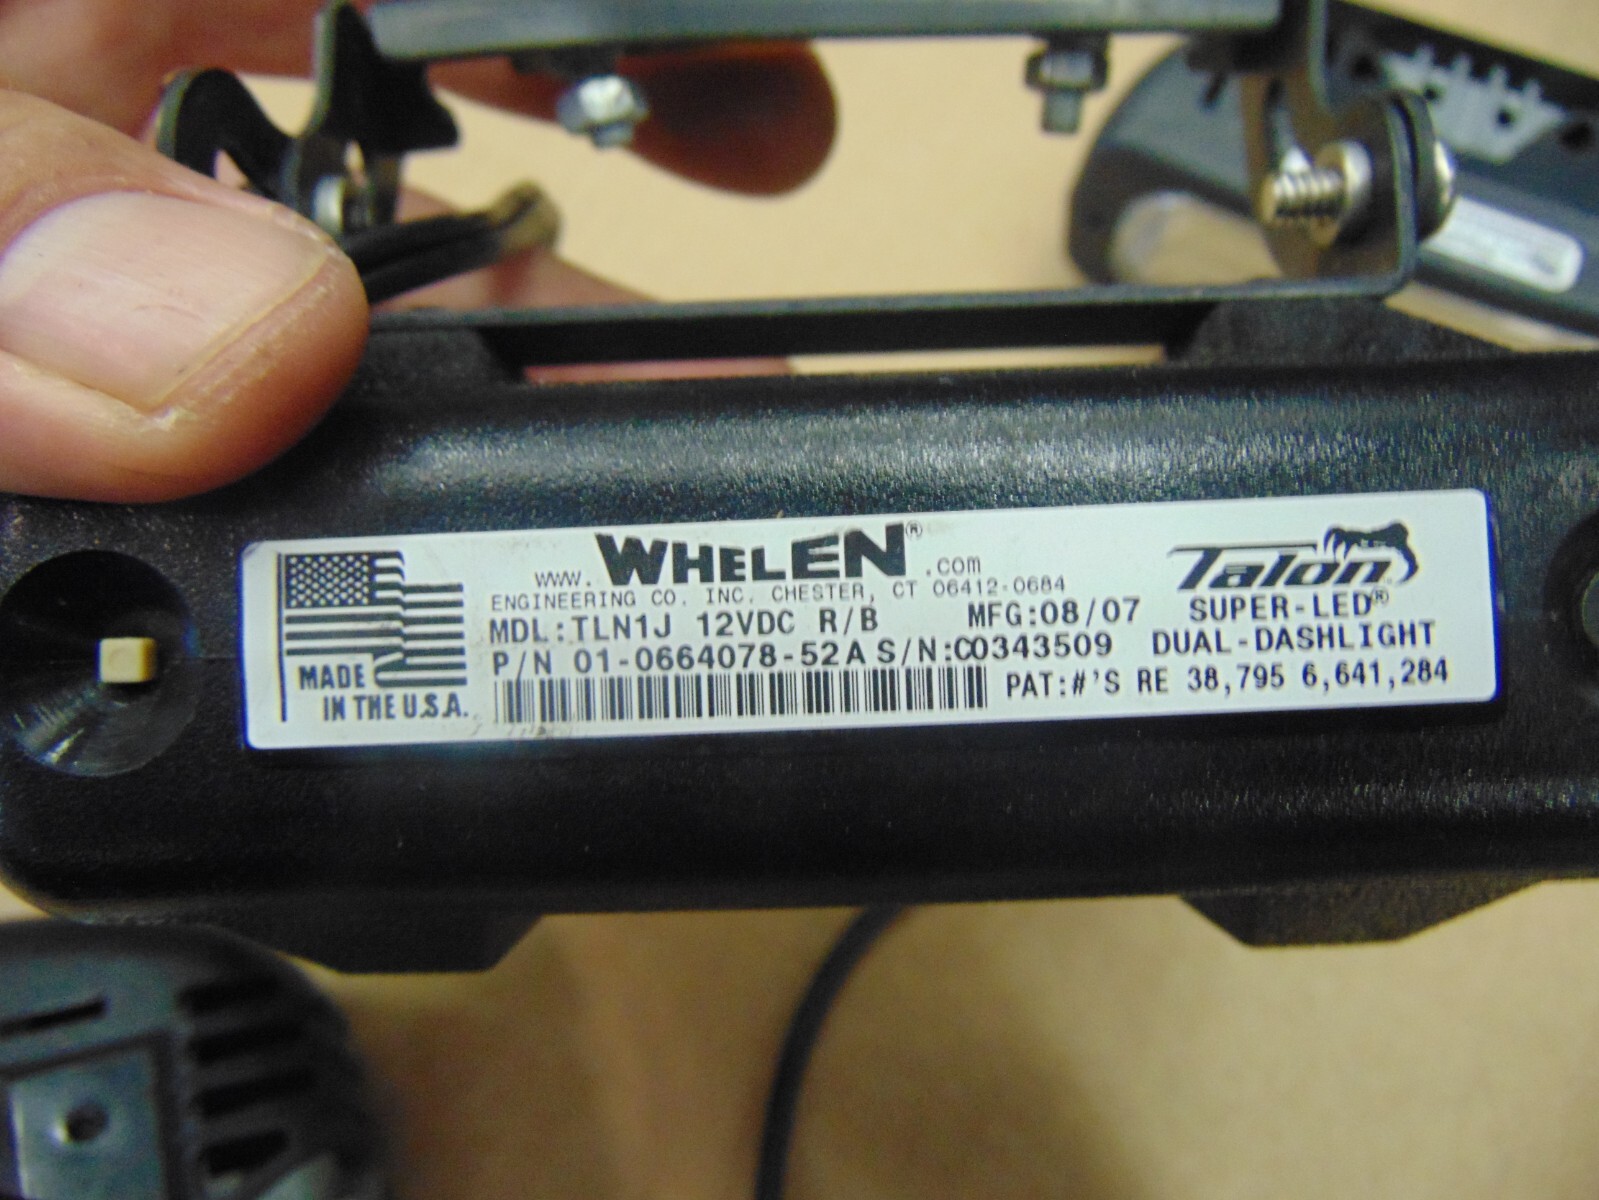 www. WHELEN® .com
ENGINEERING CO. INC. CHESTER, CT 06412-0684
MDL:TLN1J 12VDC R/B MFG:08/07
P/N 01-0664078-52A S/N:C0343509
MADE
IN THE U.S.A.
Talon®
SUPER-LED®
DUAL-DASHLIGHT
PAT:#'S RE 38,795 6,641,284